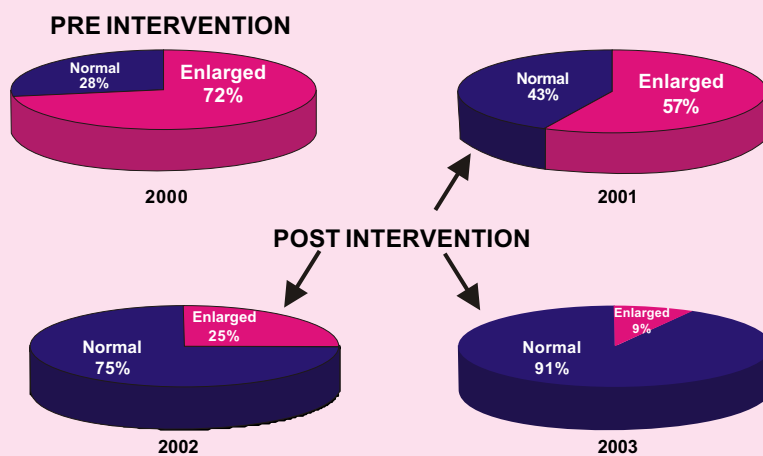 PRE INTERVENTION
Normal
28%
Enlarged
72%
2000
Normal
43%
Enlarged
57%
2001
POST INTERVENTION
Enlarged
25%
Normal
75%
2002
Enlarged
9%
Normal
91%
2003